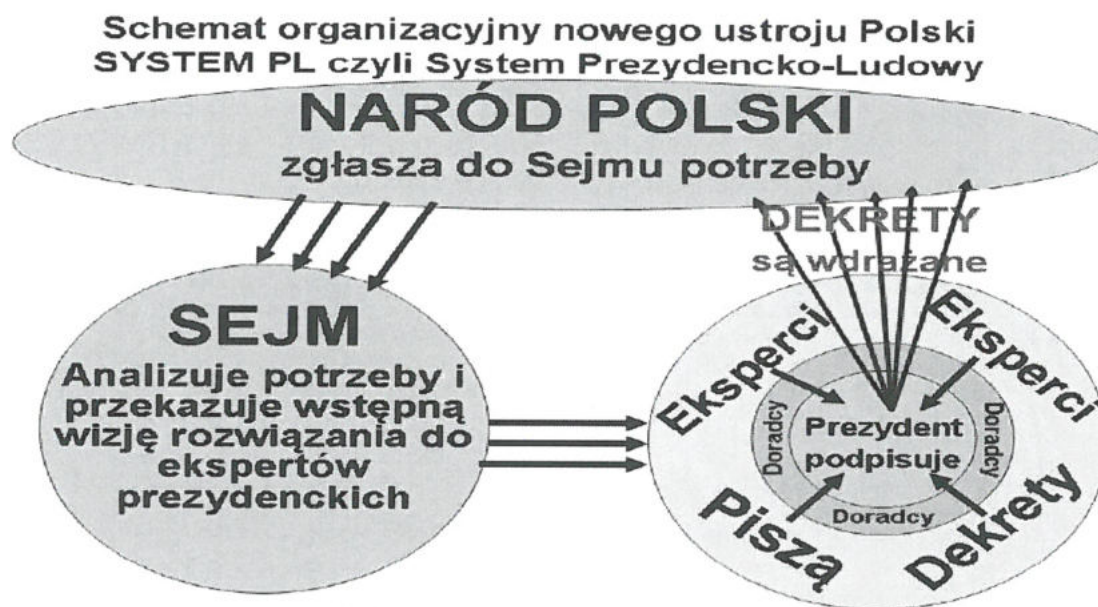 Schemat organizacyjny nowego ustroju Polski
SYSTEM PL czyli System Prezydencko-Ludowy
NARÓD POLSKI
zgłasza do Sejmu potrzeby
DEKRETY
są wdrażane
SEJM
Analizuje potrzeby i
przekazuje wstępną
wizję rozwiązania do
ekspertów
prezydenckich
Eksperci
Eksperci
Doradcy
Prezydent
podpisuje
Doradcy
Doradcy
Piszą
Dekrety